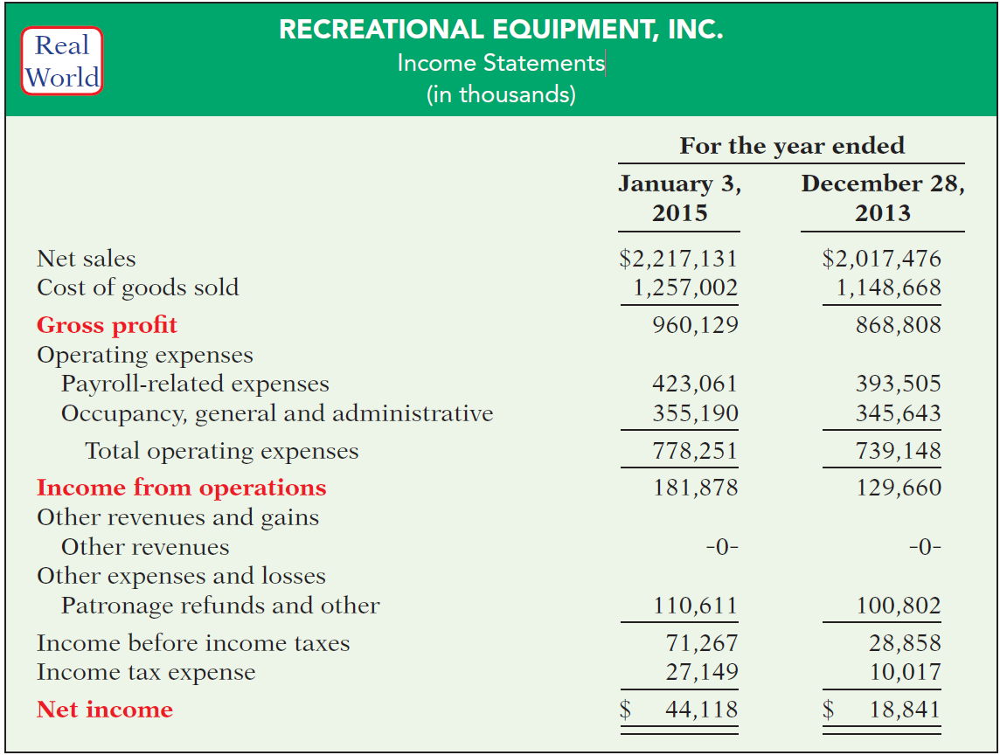 Real
World
RECREATIONAL EQUIPMENT, INC.
Income Statements
(in thousands)
For the year ended
January 3, December 28,
2015 2013
Net sales $2,217,131 $2,017,476
Cost of goods sold 1,257,002 1,148,668
Gross profit 960,129 868,808
Operating expenses
Payroll-related expenses 423,061 393,505
Occupancy, general and administrative 355,190 345,643
Total operating expenses 778,251 739,148
Income from operations 181,878 129,660
Other revenues and gains
Other revenues -0- -0-
Other expenses and losses
Patronage refunds and other 110,611 100,802
Income before income taxes 71,267 28,858
Income tax expense 27,149 10,017
Net income $ 44,118 $ 18,841